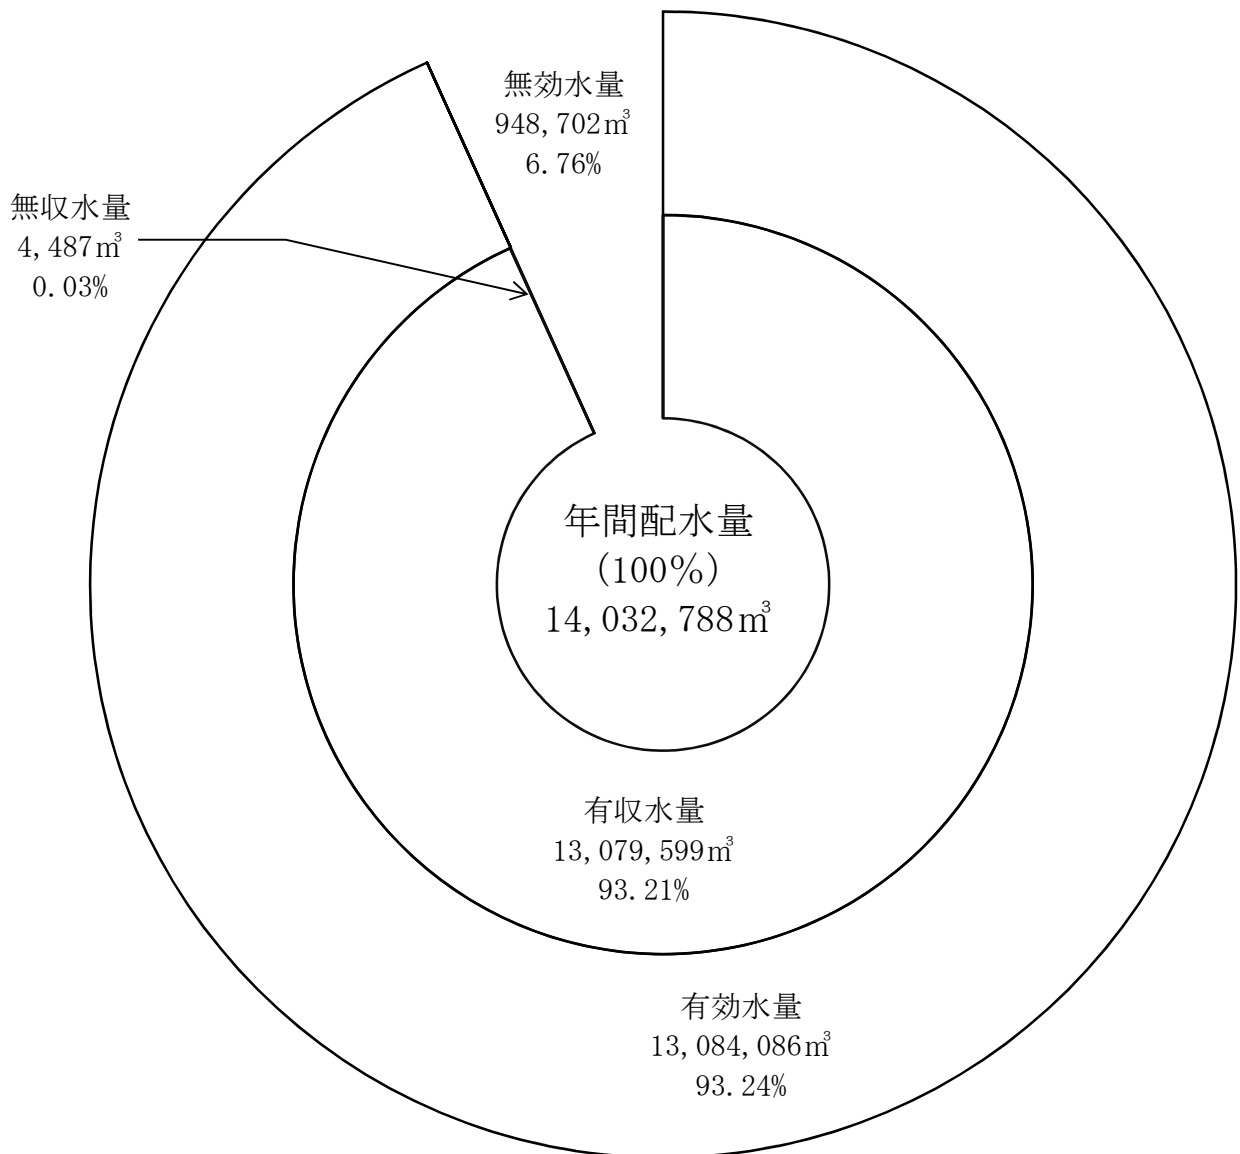 無効水量
948,702㎥
6.76%
無収水量
4,487㎥
0.03%
年間配水量
(100%)
14,032,788㎥
有収水量
13,079,599㎥
93.21%
有効水量
13,084,086㎥
93.24%